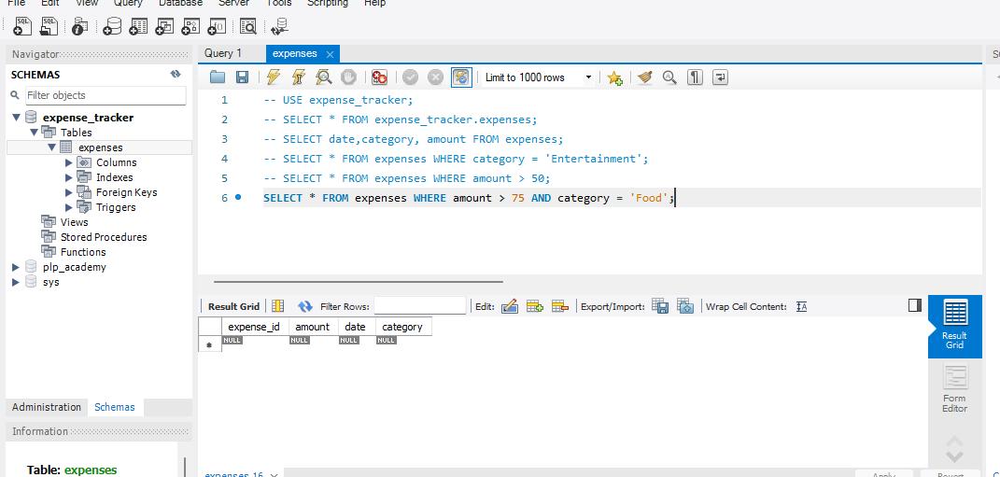 File Edit View Query Database Server Tools Scripting Help
Navigator
SCHEMAS
Filter objects
expense_tracker
Tables
expenses
Columns
Indexes
Foreign Keys
Triggers
Views
Stored Procedures
Functions
plp_academy
sys
Administration Schemas
Information
Table: expenses
Query 1 expenses
Limit to 1000 rows
1 -- USE expense_tracker;
2 -- SELECT * FROM expense_tracker.expenses;
3 -- SELECT date,category, amount FROM expenses;
4 -- SELECT * FROM expenses WHERE category = 'Entertainment';
5 -- SELECT * FROM expenses WHERE amount > 50;
6 SELECT * FROM expenses WHERE amount > 75 AND category = 'Food';
Result Grid Filter Rows: Edit: Export/Import: Wrap Cell Content: IA
expense_id amount date category
NULL NULL NULL NULL
Result
Grid
Form
Editor
expenses 16 Apply Revert